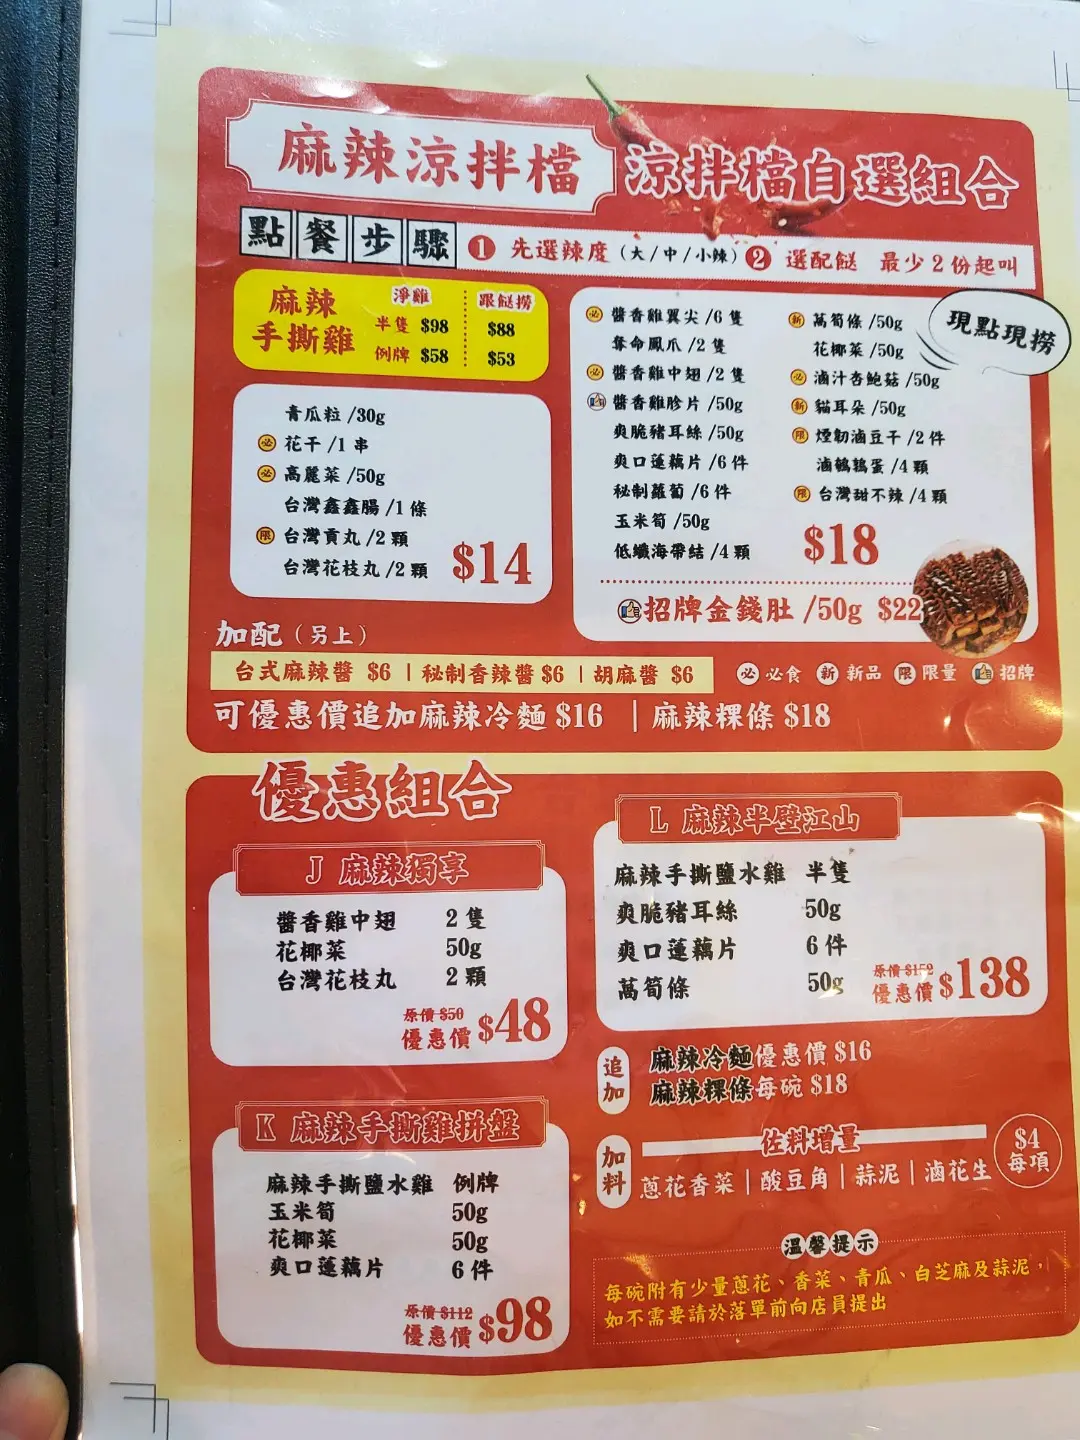 麻辣涼拌檔 涼拌檔自選組合
點餐步驟 1 先選辣度（大/中/小辣） 2 選配餸 最少2份起叫
麻辣手撕雞
淨雞 跟餸撈
半隻 $98 $88
例牌 $58 $53
青瓜粒 /30g
必 花干 /1 串
必 高麗菜 /50g
台灣鑫鑫腸 /1 條
限 台灣貢丸 /2 顆
台灣花枝丸 /2 顆
$14
必 醬香雞翼尖 /6 隻
奪命鳳爪 /2 隻
必 醬香雞中翅 /2 隻
醬香雞胗片 /50g
爽脆豬耳絲 /50g
爽口蓮藕片 /6 件
秘制蘿蔔 /6 件
玉米筍 /50g
低纖海帶結 /4 顆
新 萵筍條 /50g
花椰菜 /50g
必 滷汁杏鮑菇 /50g
新 貓耳朵 /50g
限 煙韌滷豆干 /2 件
滷鵪鶉蛋 /4 顆
限 台灣甜不辣 /4 顆
$18
現點現撈
招牌金錢肚 /50g $22
加配（另上）
台式麻辣醬 $6 | 秘制香辣醬 $6 | 胡麻醬 $6
必 必食 新 新品 限 限量 招牌
可優惠價追加麻辣冷麵 $16 | 麻辣粿條 $18
優惠組合
J 麻辣獨享
醬香雞中翅 2 隻
花椰菜 50g
台灣花枝丸 2 顆
原價 $50
優惠價 $48
K 麻辣手撕雞拼盤
麻辣手撕鹽水雞 例牌
玉米筍 50g
花椰菜 50g
爽口蓮藕片 6 件
原價 $112
優惠價 $98
L 麻辣半壁江山
麻辣手撕鹽水雞 半隻
爽脆豬耳絲 50g
爽口蓮藕片 6 件
萵筍條 50g
原價 $152
優惠價 $138
追加
麻辣冷麵優惠價 $16
麻辣粿條每碗 $18
加料
佐料增量
蔥花香菜 | 酸豆角 | 蒜泥 | 滷花生
$4 每項
溫馨提示
每碗附有少量蔥花、香菜、青瓜、白芝麻及蒜泥，
如不需要請於落單前向店員提出